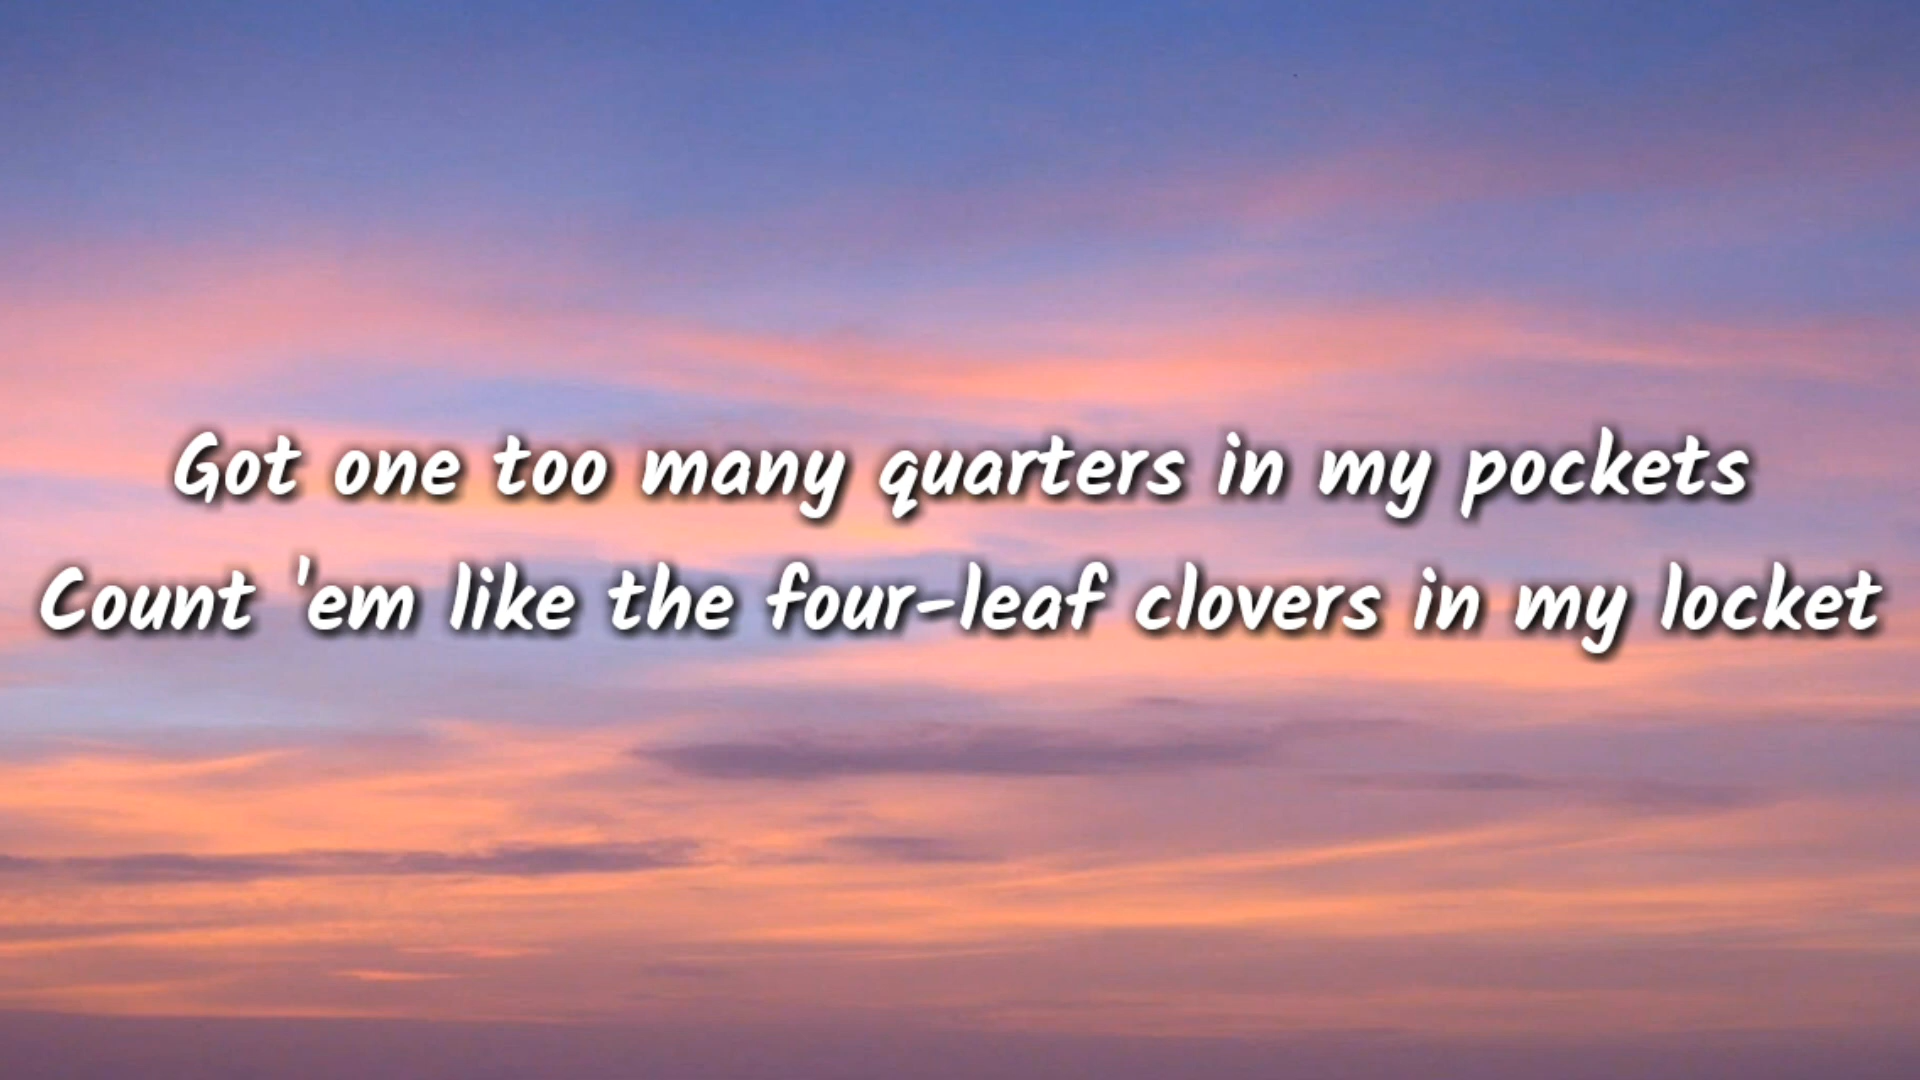 Got one too many quarters in my pockets
Count 'em like the four-leaf clovers in my locket